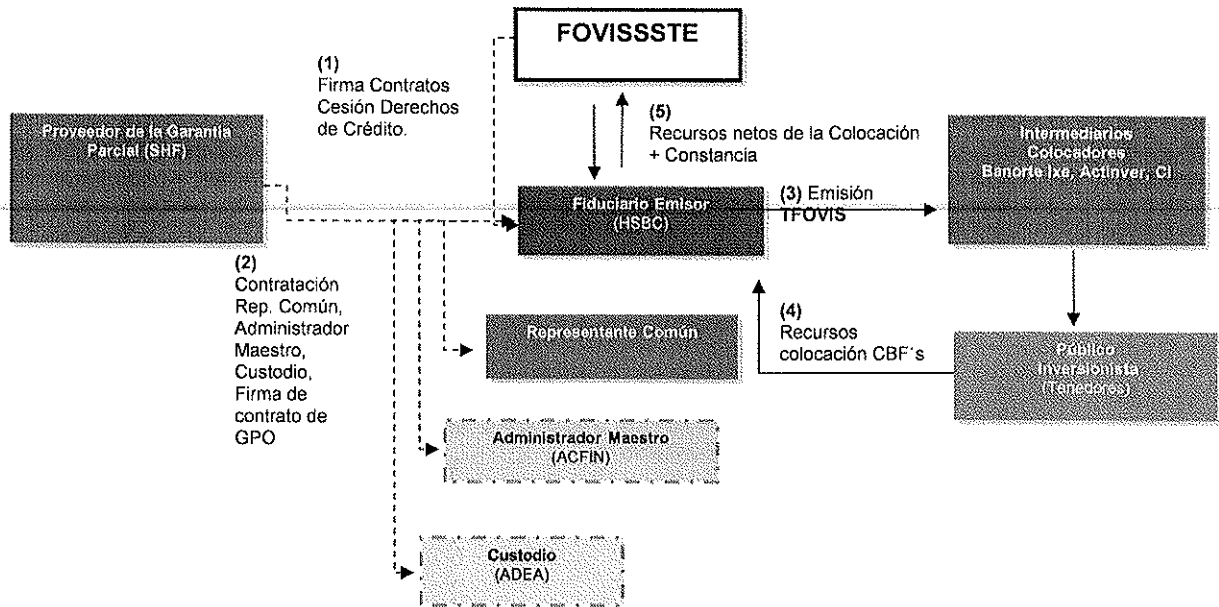 FOVISSSTE
(1)
Firma Contratos
Cesión Derechos
de Crédito.
(5)
Recursos netos de la Colocación
+ Constancia
Proveedor de la Garantía
Parcial (SHF)
Intermediarios
Colocadores
Banorte Ixe, Actinver, CI
Fiduciario Emisor
(HSBC)
(3) Emisión
TFOVIS
(2)
Contratación
Rep. Común,
Administrador
Maestro,
Custodio,
Firma de
contrato de
GPO
Representante Común
(4)
Recursos
colocación CBF´s
Público
Inversionista
(Tenedores)
Administrador Maestro
(ACFIN)
Custodio
(ADEA)